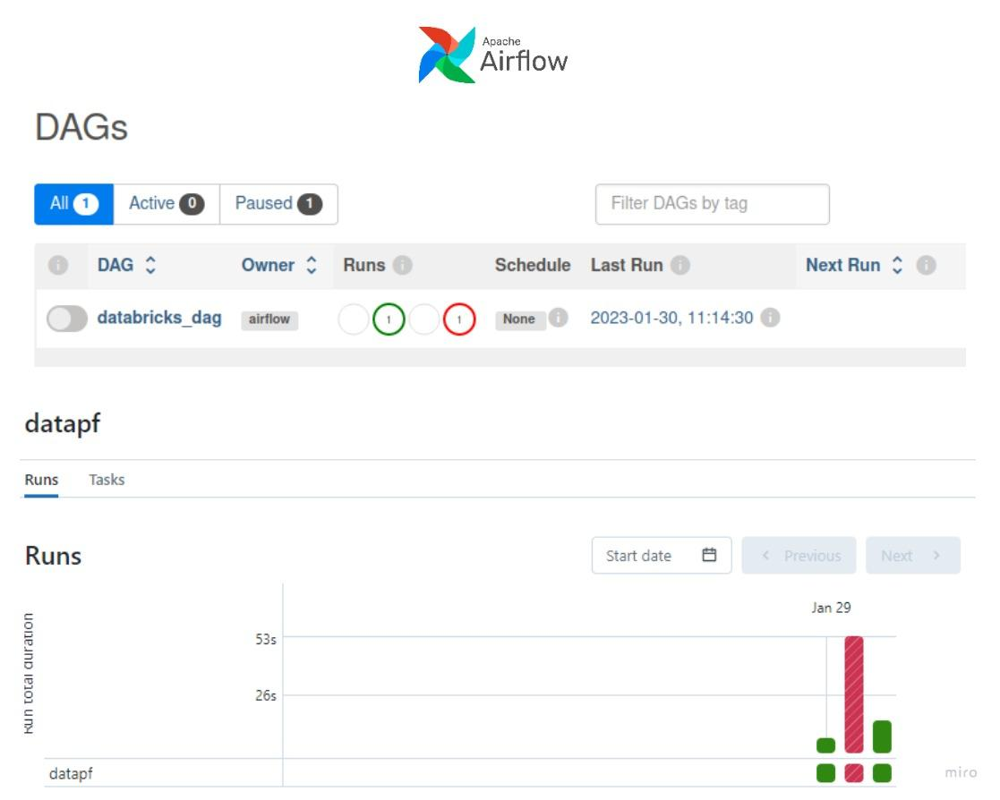 Apache
Airflow
DAGs
All 1 Active 0 Paused 1 Filter DAGs by tag
DAG Owner Runs Schedule Last Run Next Run
databricks_dag airflow 1 1 None 2023-01-30, 11:14:30
datapf
Runs Tasks
Runs Start date Previous Next
Jan 29
Run total duration
53s
26s
datapf
miro